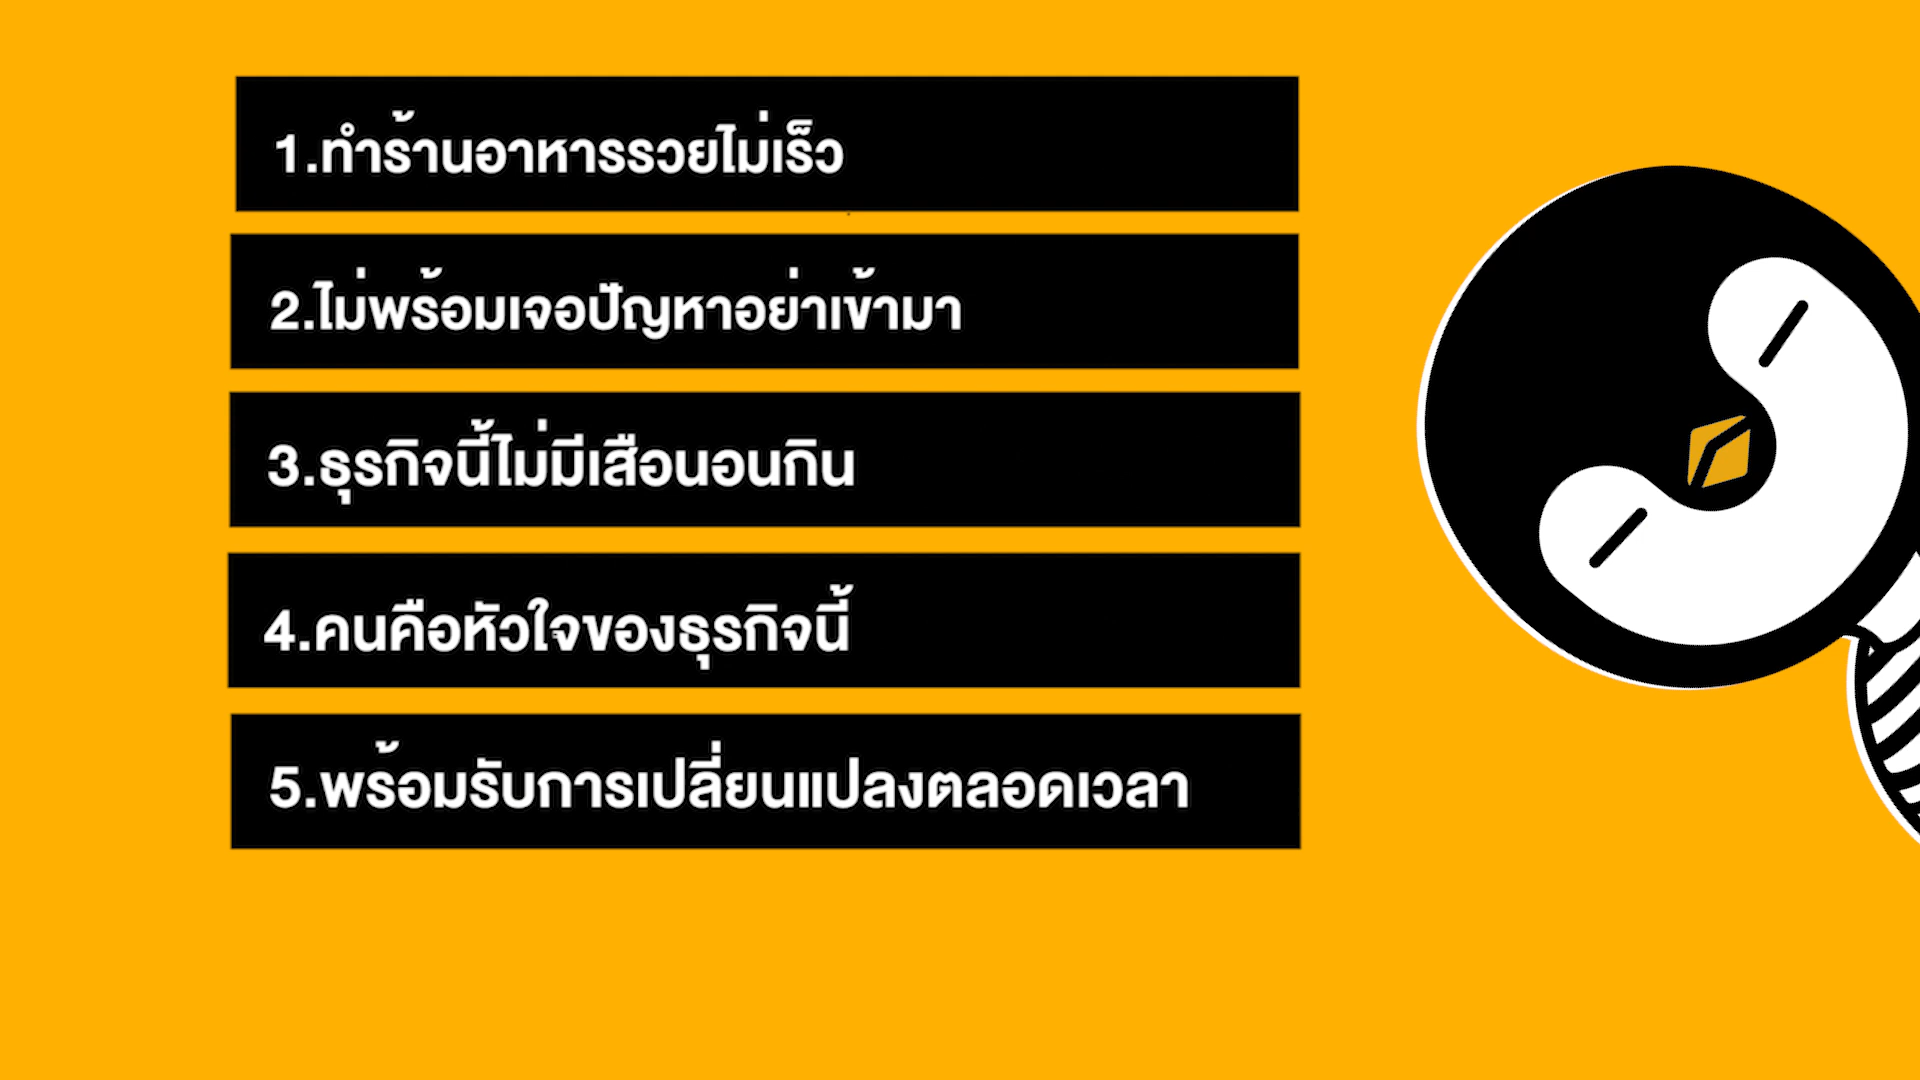 1.ทำร้านอาหารรวยไม่เร็ว
2.ไม่พร้อมเจอปัญหาอย่าเข้ามา
3.ธุรกิจนี้ไม่มีเสือนอนกิน
4.คนคือหัวใจของธุรกิจนี้
5.พร้อมรับการเปลี่ยนแปลงตลอดเวลา